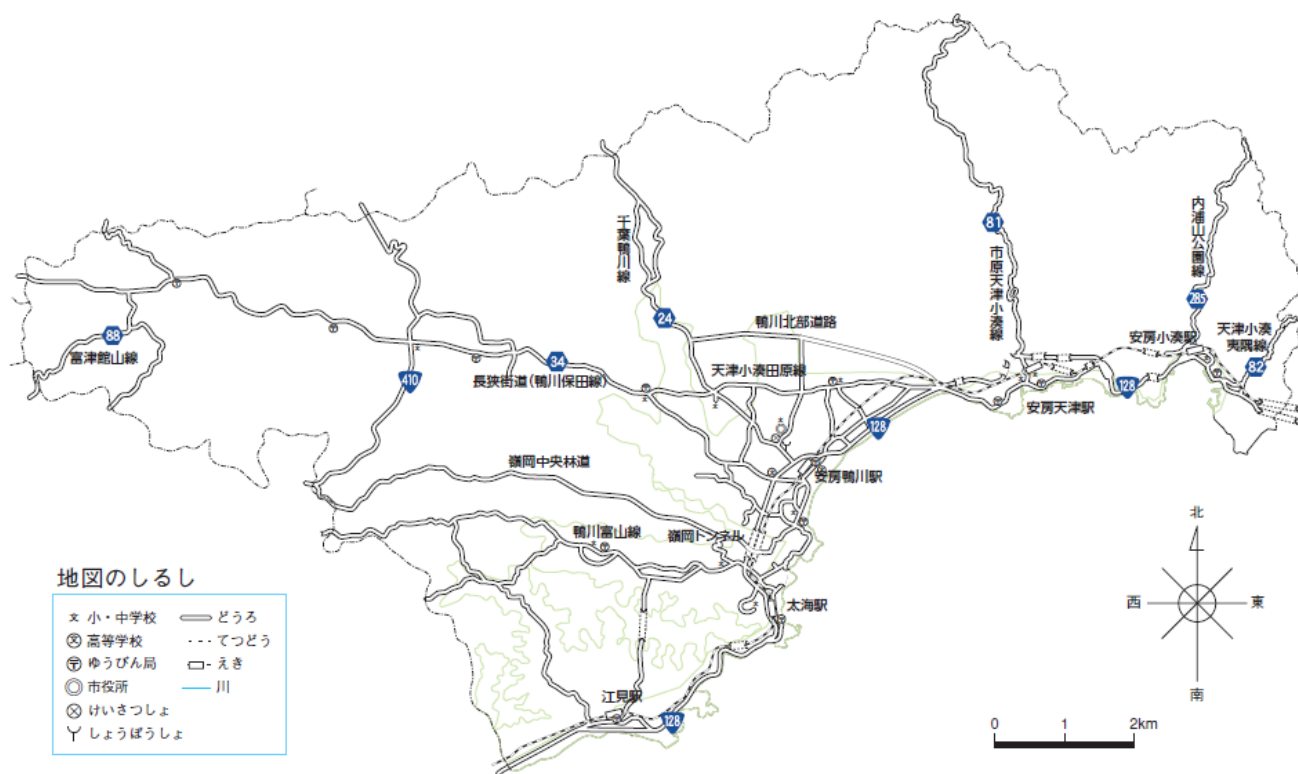 81
市原天津小湊線
内浦山公園線
285
千葉鴨川線
24
鴨川北部道路
安房小湊駅
天津小湊
夷隅線
82
88
富津館山線
34
長狭街道(鴨川保田線)
天津小湊田原線
410
128
安房天津駅
128
安房鴨川駅
嶺岡中央林道
鴨川富山線
嶺岡トンネル
太海駅
江見駅
128
地図のしるし
小・中学校
どうろ
高等学校
てつどう
ゆうびん局
えき
市役所
川
けいさつしょ
しょうぼうしょ
北
西
東
南
0 1 2km